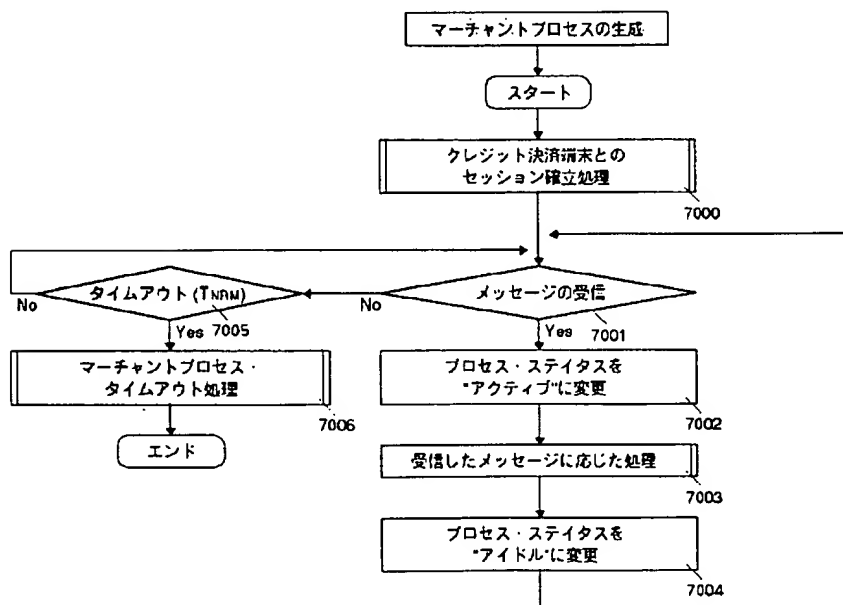 マーチャントプロセスの生成
スタート
クレジット決済端末との
セッション確立処理
7000
タイムアウト(TNRM)
メッセージの受信
No
No
Yes
7005
Yes
7001
マーチャントプロセス・
タイムアウト処理
プロセス・ステイタスを
"アクティブ"に変更
7006
7002
エンド
受信したメッセージに応じた処理
7003
プロセス・ステイタスを
"アイドル"に変更
7004